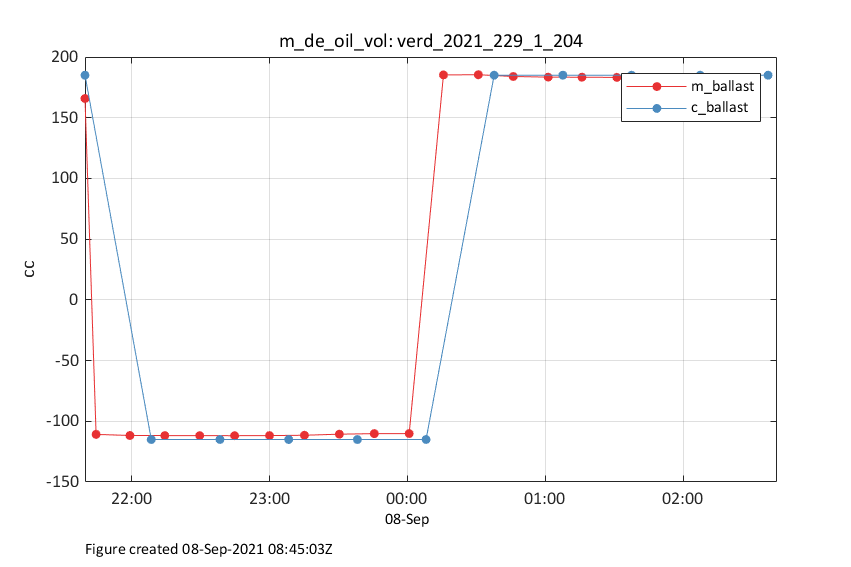 m_de_oil_vol: verd_2021_229_1_204
200
150
100
50
0
-50
-100
-150
cc
m_ballast
c_ballast
22:00 23:00 00:00 01:00 02:00
08-Sep
Figure created 08-Sep-2021 08:45:03Z